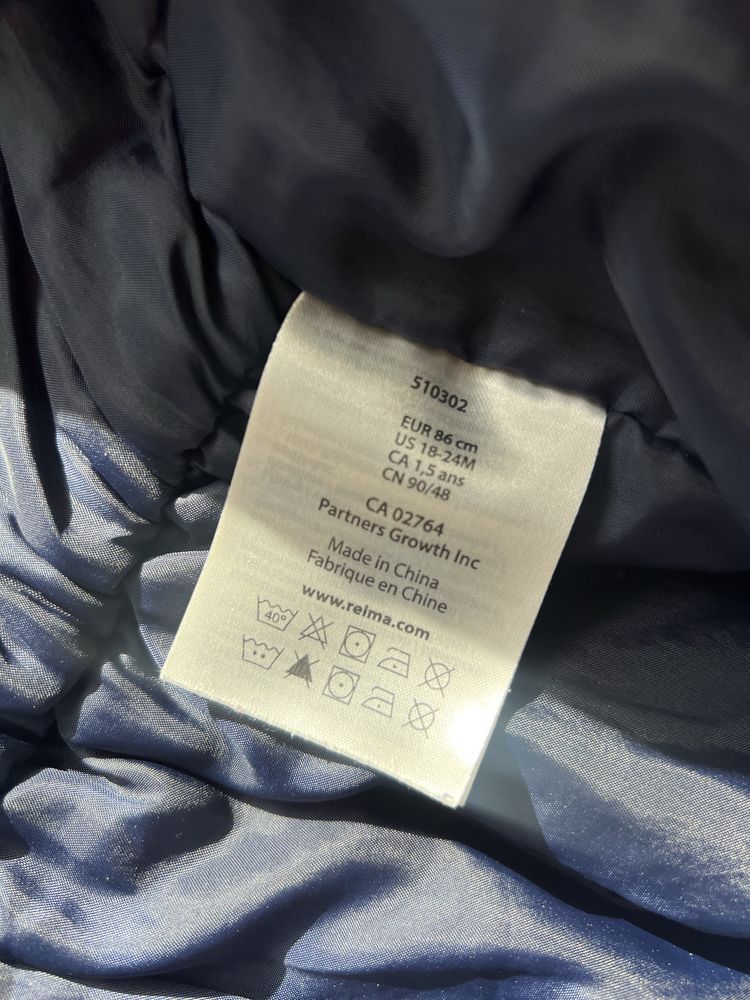 510302
EUR 86 cm
US 18-24M
CA 1,5 ans
CN 90/48
CA 02764
Partners Growth Inc
Made in China
Fabrique en Chine
www.reima.com
40°